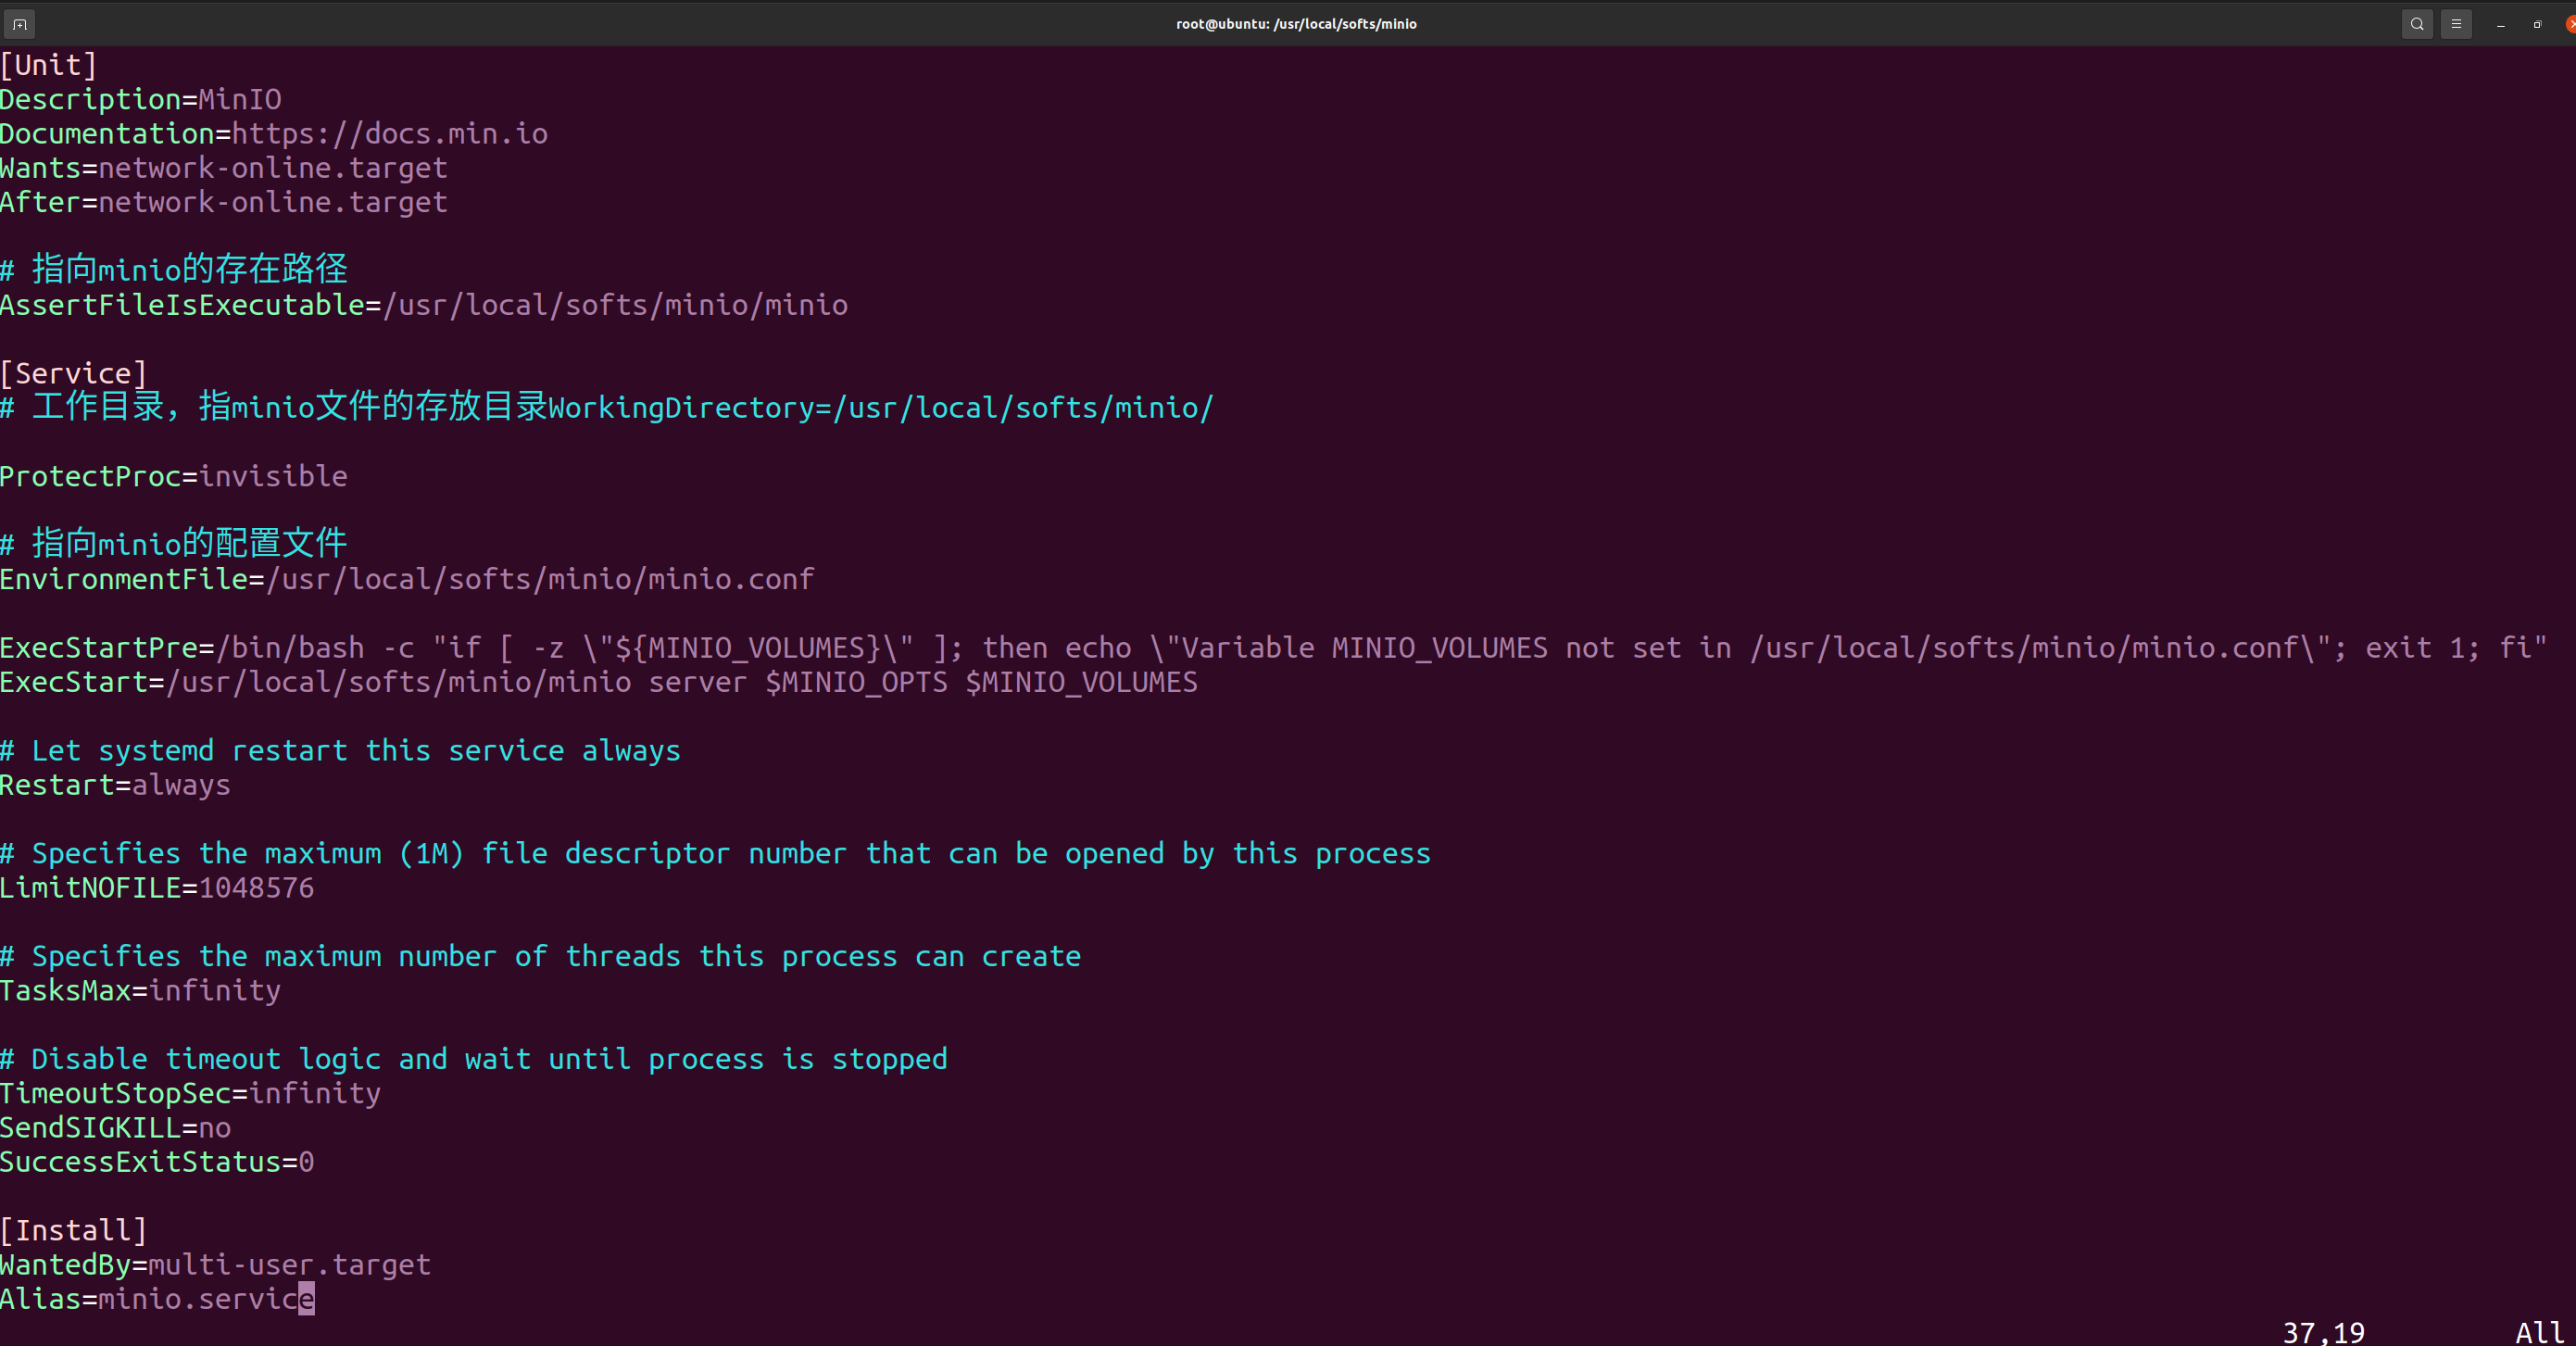 root@ubuntu: /usr/local/softs/minio
[Unit]
Description=MinIO
Documentation=https://docs.min.io
Wants=network-online.target
After=network-online.target
# 指向minio的存在路径
AssertFileIsExecutable=/usr/local/softs/minio/minio
[Service]
# 工作目录，指minio文件的存放目录WorkingDirectory=/usr/local/softs/minio/
ProtectProc=invisible
# 指向minio的配置文件
EnvironmentFile=/usr/local/softs/minio/minio.conf
ExecStartPre=/bin/bash -c "if [ -z \"${MINIO_VOLUMES}\" ]; then echo \"Variable MINIO_VOLUMES not set in /usr/local/softs/minio/minio.conf\"; exit 1; fi"
ExecStart=/usr/local/softs/minio/minio server $MINIO_OPTS $MINIO_VOLUMES
# Let systemd restart this service always
Restart=always
# Specifies the maximum (1M) file descriptor number that can be opened by this process
LimitNOFILE=1048576
# Specifies the maximum number of threads this process can create
TasksMax=infinity
# Disable timeout logic and wait until process is stopped
TimeoutStopSec=infinity
SendSIGKILL=no
SuccessExitStatus=0
[Install]
WantedBy=multi-user.target
Alias=minio.service
37,19 All